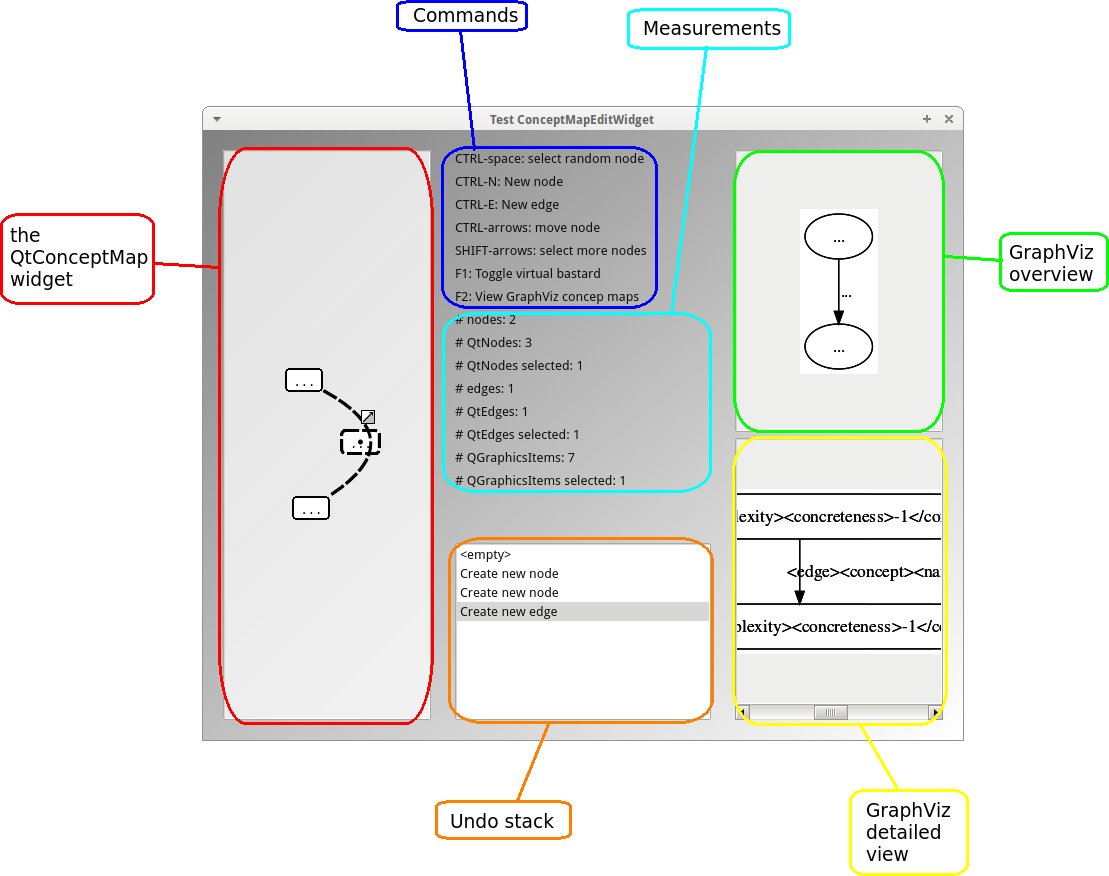 Commands
Measurements
Test ConceptMapEditWidget
the
QtConceptMap
widget
...
...
...
CTRL-space: select random node
CTRL-N: New node
CTRL-E: New edge
CTRL-arrows: move node
SHIFT-arrows: select more nodes
F1: Toggle virtual bastard
F2: View GraphViz concep maps
# nodes: 2
# QtNodes: 3
# QtNodes selected: 1
# edges: 1
# QtEdges: 1
# QtEdges selected: 1
# QGraphicsItems: 7
# QGraphicsItems selected: 1
<empty>
Create new node
Create new node
Create new edge
...
...
...
GraphViz
overview
lexity><concreteness>-1</co
<edge><concept><na
plexity><concreteness>-1</c
Undo stack
GraphViz
detailed
view